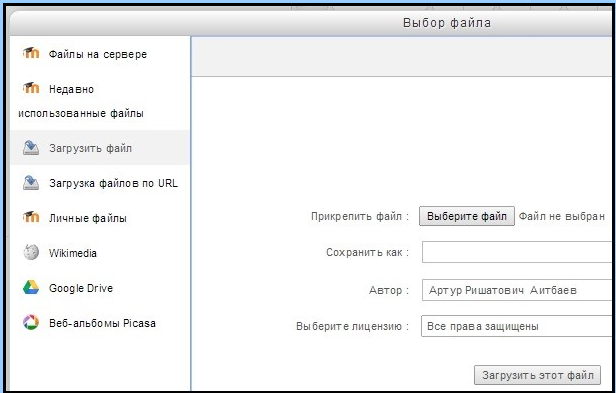 Выбор файла
Файлы на сервере
Недавно
использованные файлы
Загрузить файл
Загрузка файлов по URL
Личные файлы
Wikimedia
Google Drive
Веб-альбомы Picasa
Прикрепить файл : Выберите файл Файл не выбран
Сохранить как :
Автор : Артур Ришатович Аитбаев
Выберите лицензию : Все права защищены
Загрузить этот файл